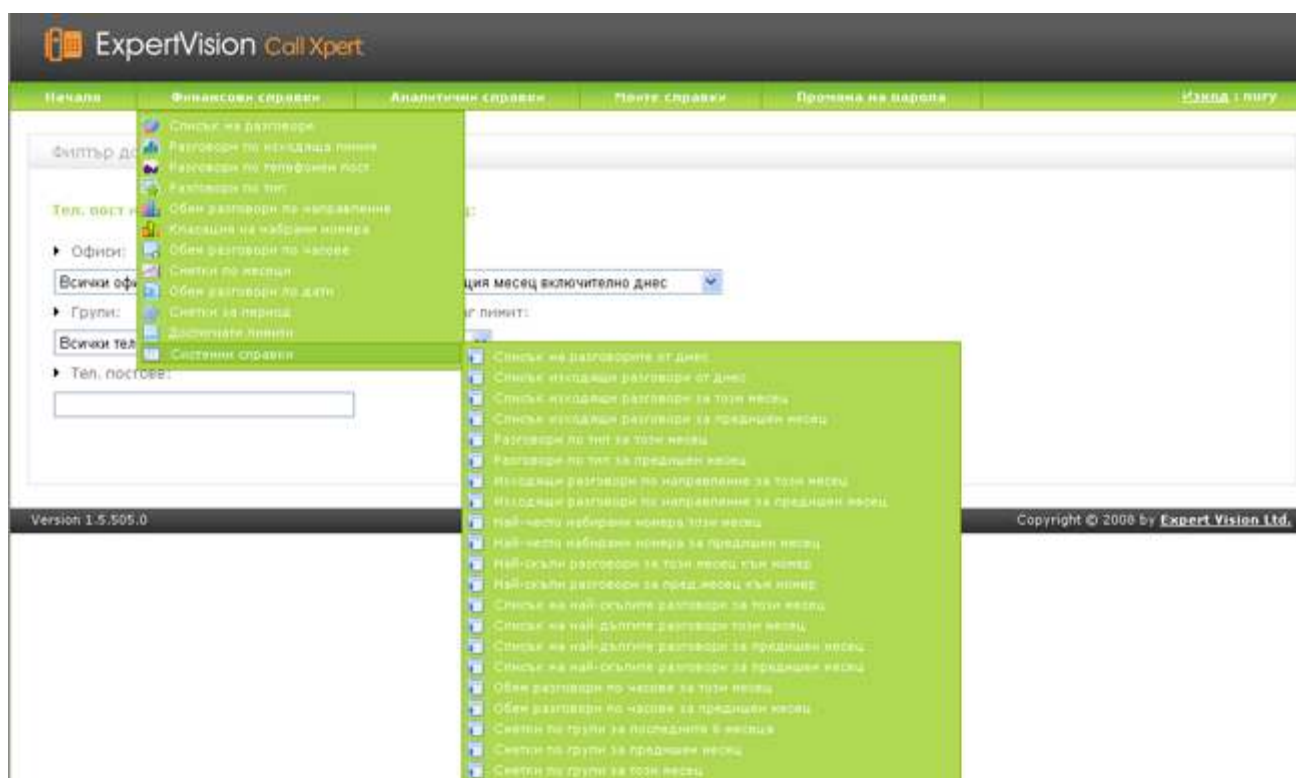 ExpertVision Call Xpert
Начало Финансови справки Аналитични справки Моите справки Промяна на парола Изход : nury
Филтър до
Списък на разговори
Разговори по изходяща линия
Разговори по телефонен пост
Разговори по тип
Тел. пост
Обем разговори по направление
Класация на набрани номера
Офиси:
Обем разговори по часове
Сметки по месеци
Всички офи
ция месец включително днес
Обем разговори по дати
Групи:
Сметки за период
лимит:
Достигнати лимити
Всички тел
Системни справки
Тел. постове:
Списък на разговорите от днес
Списък изходящи разговори от днес
Списък изходящи разговори за този месец
Списък изходящи разговори за предишен месец
Разговори по тип за този месец
Разговори по тип за предишен месец
Изходящи разговори по направление за този месец
Изходящи разговори по направление за предишен месец
Version 1.5.505.0
Copyright © 2008 by Expert Vision Ltd.
Най-често набирани номера този месец
Най-често набирани номера за предишен месец
Най-скъпи разговори за този месец към номер
Най-скъпи разговори за пред.месец към номер
Списък на най-скъпите разговори за този месец
Списък на най-дългите разговори този месец
Списък на най-дългите разговори за предишен месец
Списък на най-скъпите разговори за предишен месец
Обем разговори по часове за този месец
Обем разговори по часове за предишен месец
Сметки по групи за последните 6 месеца
Сметки по групи за предишен месец
Сметки по групи за този месец